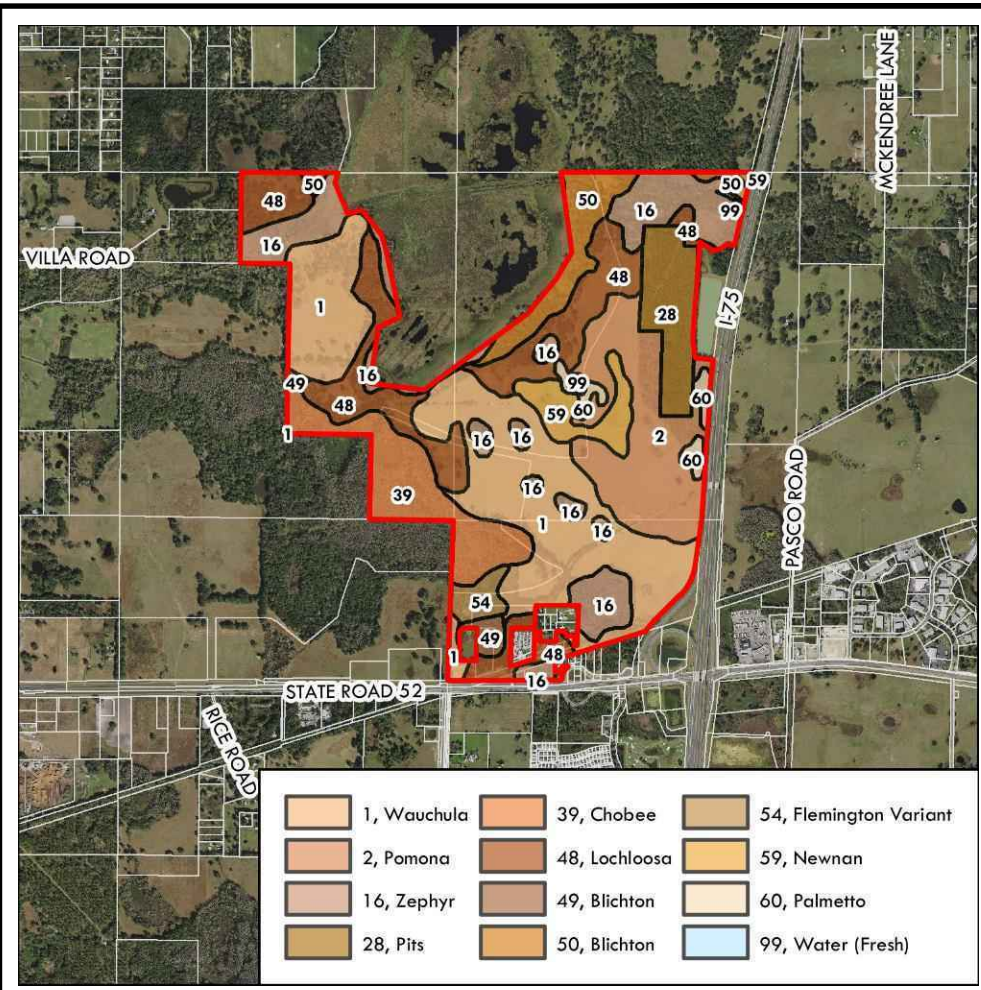 MCKENDREE LANE
50
59
48
50
50
16
99
48
16
VILLA ROAD
48
1
I-75
28
16
99
49
16
60
48
59
60
2
1
16
16
60
39
16
PASCO ROAD
16
1
16
54
16
49
1
48
16
STATE ROAD 52
RICE ROAD
1, Wauchula
2, Pomona
16, Zephyr
28, Pits
39, Chobee
48, Lochloosa
49, Blichton
50, Blichton
54, Flemington Variant
59, Newnan
60, Palmetto
99, Water (Fresh)